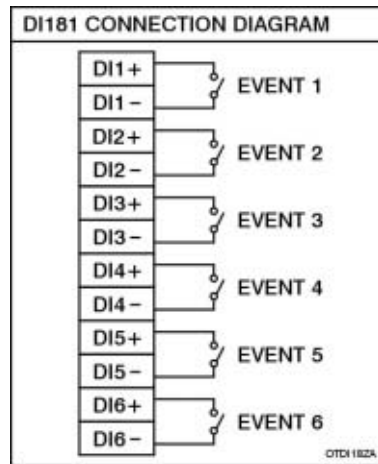 DI181 CONNECTION DIAGRAM
DI1+
EVENT 1
DI1-
DI2+
EVENT 2
DI2-
DI3+
EVENT 3
DI3-
DI4+
EVENT 4
DI4-
DI5+
EVENT 5
DI5-
DI6+
EVENT 6
DI6-